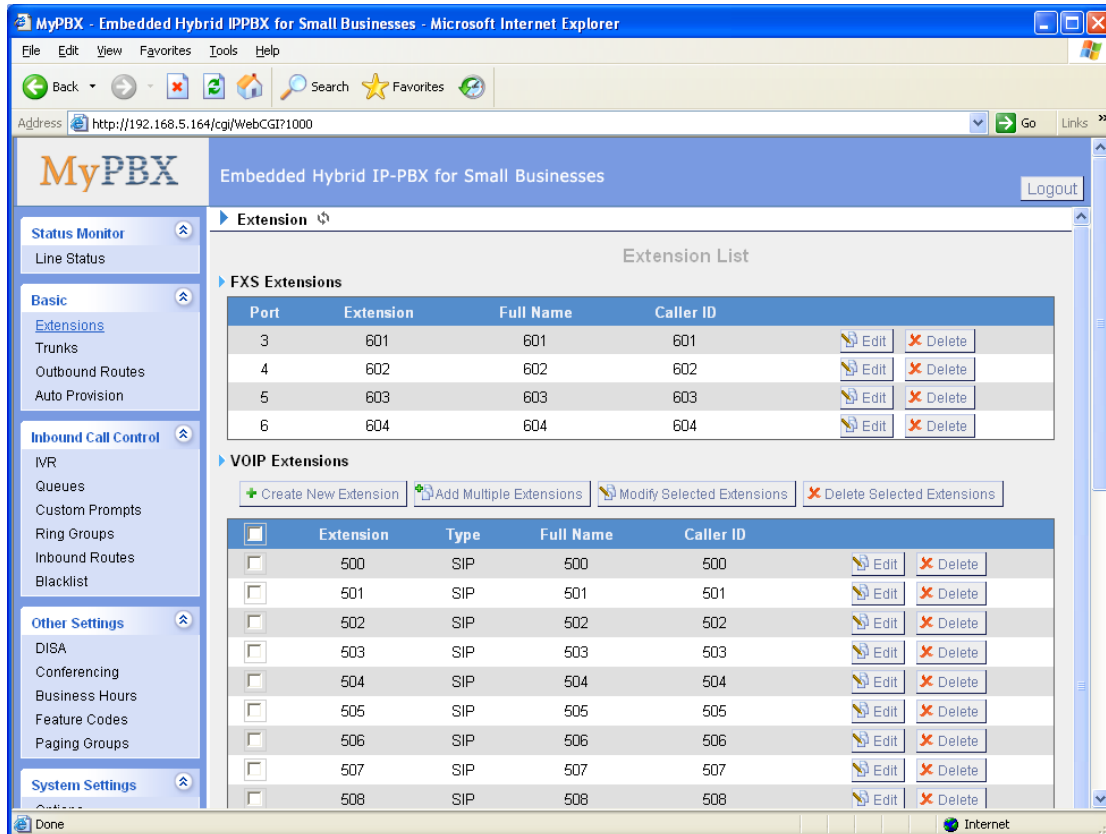 MyPBX - Embedded Hybrid IPPBX for Small Businesses - Microsoft Internet Explorer
File Edit View Favorites Tools Help
Back Search Favorites
Address http://192.168.5.164/cgi/WebCGI?1000 Go Links »
MyPBX Embedded Hybrid IP-PBX for Small Businesses
Logout
Status Monitor
Line Status
Basic
Extensions
Trunks
Outbound Routes
Auto Provision
Inbound Call Control
IVR
Queues
Custom Prompts
Ring Groups
Inbound Routes
Blacklist
Other Settings
DISA
Conferencing
Business Hours
Feature Codes
Paging Groups
System Settings
Extension
Extension List
FXS Extensions
Port Extension Full Name Caller ID
3 601 601 601 Edit Delete
4 602 602 602 Edit Delete
5 603 603 603 Edit Delete
6 604 604 604 Edit Delete
VOIP Extensions
Create New Extension Add Multiple Extensions Modify Selected Extensions Delete Selected Extensions
Extension Type Full Name Caller ID
500 SIP 500 500 Edit Delete
501 SIP 501 501 Edit Delete
502 SIP 502 502 Edit Delete
503 SIP 503 503 Edit Delete
504 SIP 504 504 Edit Delete
505 SIP 505 505 Edit Delete
506 SIP 506 506 Edit Delete
507 SIP 507 507 Edit Delete
508 SIP 508 508 Edit Delete
Done Internet